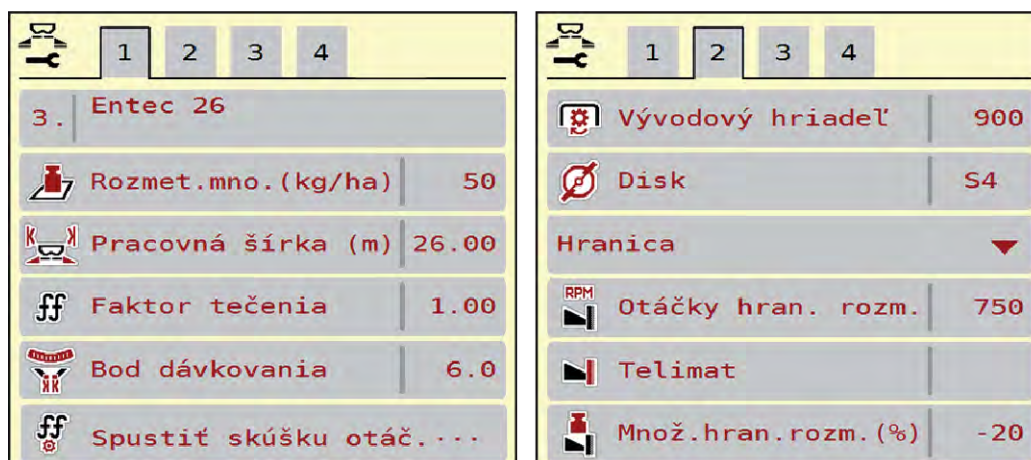 1 2 3 4
3. Entec 26
Rozmet.mno.(kg/ha) 50
Pracovná šírka (m) 26.00
Faktor tečenia 1.00
Bod dávkovania 6.0
Spustiť skúšku otáč. ...
1 2 3 4
Vývodový hriadeľ 900
Disk S4
Hranica
RPM
Otáčky hran. rozm. 750
Telimat
Množ.hran.rozm.(%) -20